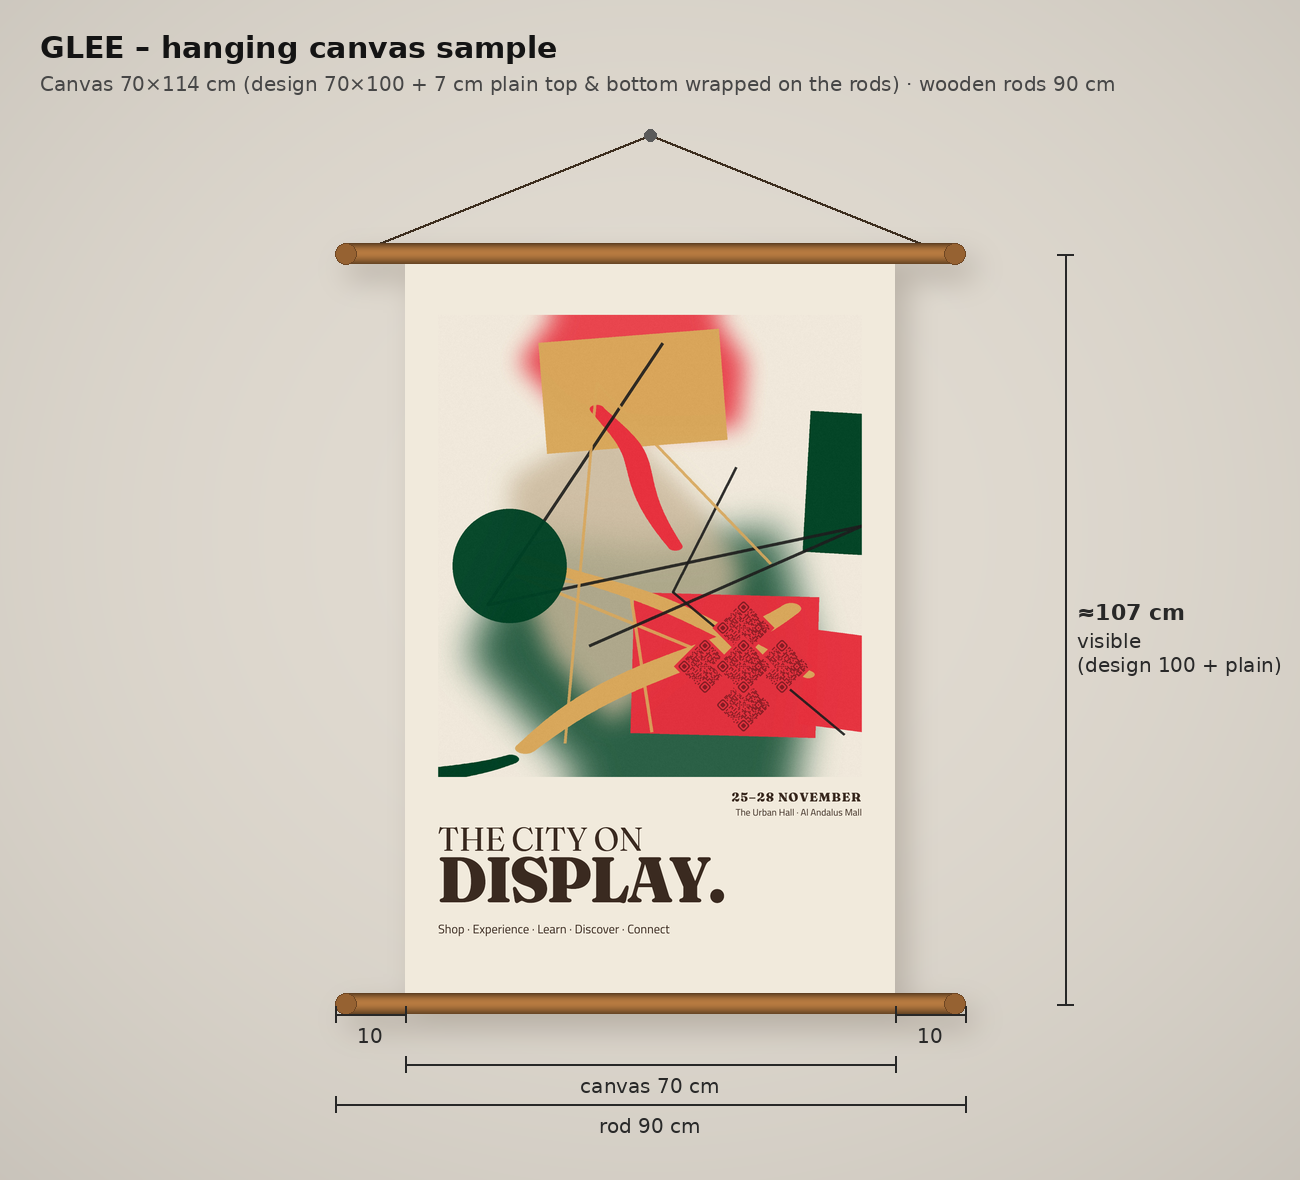 GLEE – hanging canvas sample
Canvas 70×114 cm (design 70×100 + 7 cm plain top & bottom wrapped on the rods) · wooden rods 90 cm
≈107 cm
visible
(design 100 + plain)
25–28 NOVEMBER
The Urban Hall · Al Andalus Mall
THE CITY ON
DISPLAY.
Shop · Experience · Learn · Discover · Connect
10
10
canvas 70 cm
rod 90 cm